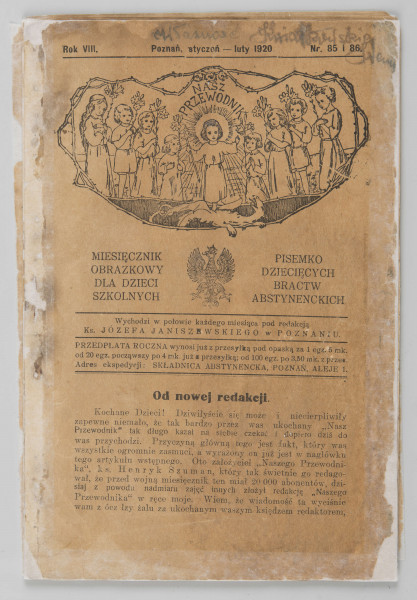 Rok VIII. Poznań, styczeń — luty 1920 Nr. 85 i 86.
NASZ
PRZEWODNIK
MIESIĘCZNIK
OBRAZKOWY
DLA DZIECI
SZKOLNYCH
PISEMKO
DZIECIĘCYCH
BRACTW
ABSTYNENCKICH
Wychodzi w połowie każdego miesiąca pod redakcją
Ks. JÓZEFA JANISZEWSKIEGO w POZNANIU.
PRZEDPŁATA ROCZNA wynosi już z przesyłką pod opaską za 1 egz. 5 mk.
od 20 egz. począwszy po 4 mk. już z przesyłką; od 100 egz. po 3,50 mk. z przes.
Adres ekspedycji: SKŁADNICA ABSTYNENCKA, POZNAŃ, ALEJE 1.
Od nowej redakcji.
Kochane Dzieci! Dziwiłyście się może i niecierpliwiły
zapewne niemało, że tak bardzo przez was ukochany „Nasz
Przewodnik" tak długo kazał na siebie czekać i dopiero dziś do
was przychodzi. Przyczyną główną tego jest fakt, który was
wszystkie ogromnie zasmuci, a wyrażony on już jest w nagłówku
tego artykułu wstępnego. Oto założyciel „Naszego Przewodni-
ka", ks. Henryk Szuman, który tak świetnie go redago-
wał, że przed wojną miesięcznik ten miał 20 000 abonentów, dzi-
siaj z powodu nadmiaru zajęć innych złożył redakcję „Naszego
Przewodnika" w ręce moje. Wiem, że wiadomość ta wyciśnie
wam z ócz łzy żalu za ukochanym waszym księdzem redaktorem,